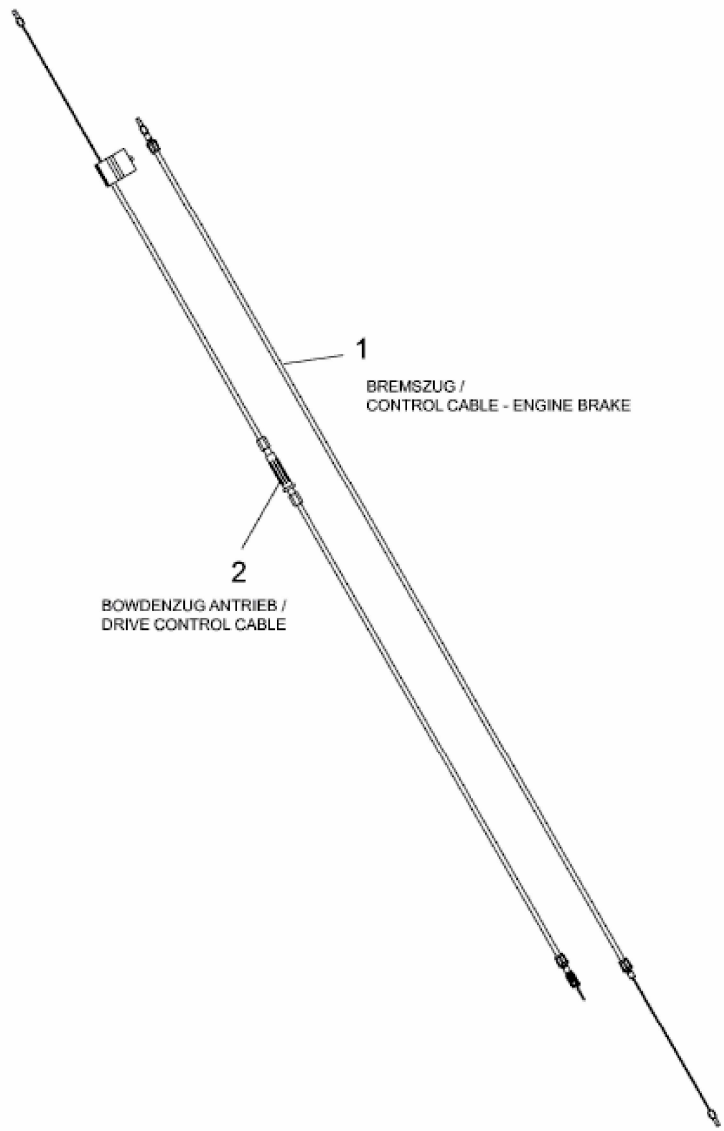 1
BREMSZUG /
CONTROL CABLE - ENGINE BRAKE
2
BOWDENZUG ANTRIEB /
DRIVE CONTROL CABLE